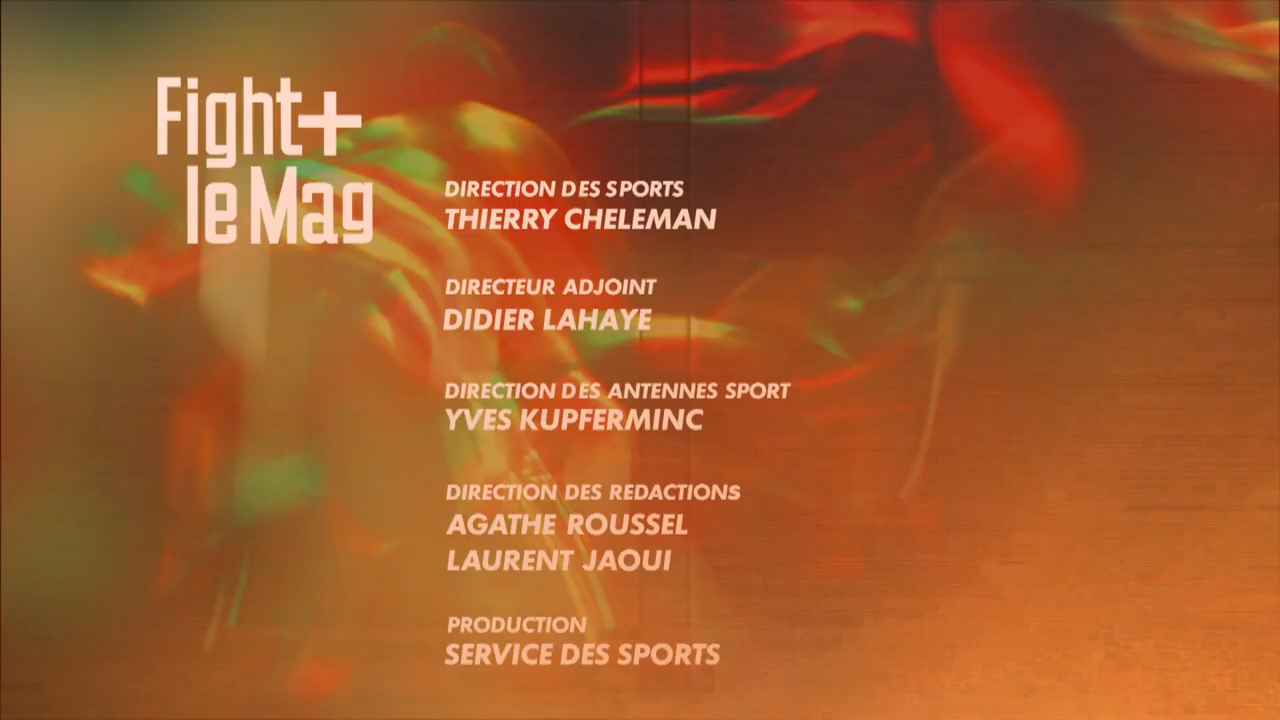 Fight+
le Mag
DIRECTION DES SPORTS
THIERRY CHELEMAN
DIRECTEUR ADJOINT
DIDIER LAHAYE
DIRECTION DES ANTENNES SPORT
YVES KUPFERMINC
DIRECTION DES REDACTIONS
AGATHE ROUSSEL
LAURENT JAOUI
PRODUCTION
SERVICE DES SPORTS